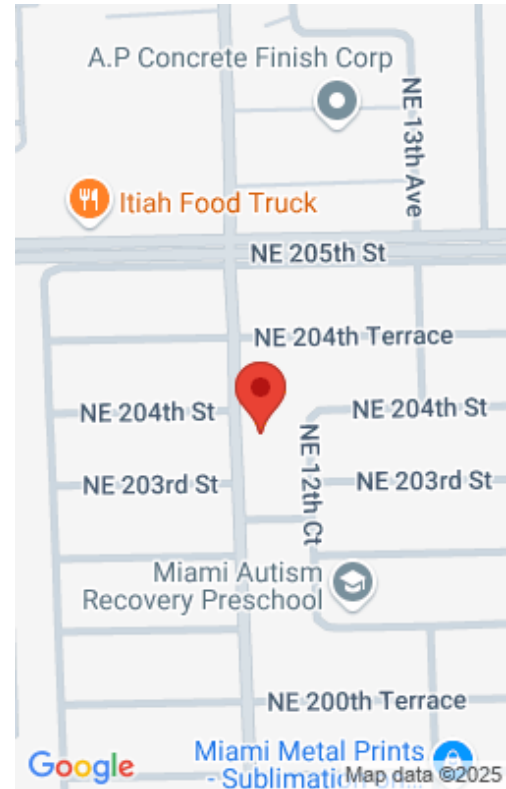 A.P Concrete Finish Corp
NE 13th Ave
Itiah Food Truck
NE 205th St
NE 204th Terrace
NE 204th St
NE 204th St
NE 12th Ct
NE 203rd St
NE 203rd St
Miami Autism
Recovery Preschool
NE 200th Terrace
Miami Metal Prints
- Sublimation
Google
Map data ©2025